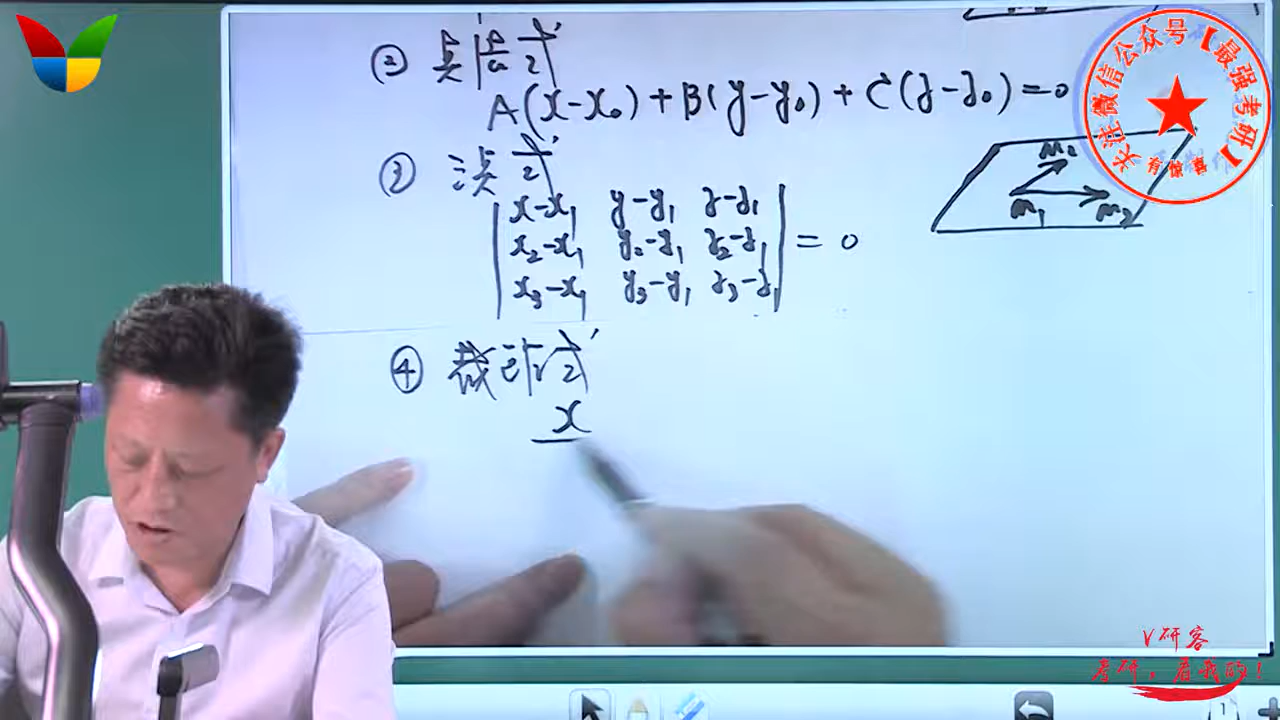 ② 点法式
A(x-x₀)+B(y-y₀)+C(z-z₀)=0
③ 三点式
| x-x₁ y-y₁ z-z₁ |
| x₂-x₁ y₂-y₁ z₂-z₁ | = 0
| x₃-x₁ y₃-y₁ z₃-z₁ |
M₂
M₁ M₃
④ 截距式
x
关注微信公众号【最强考研】
V研客
考研,看我的!
1